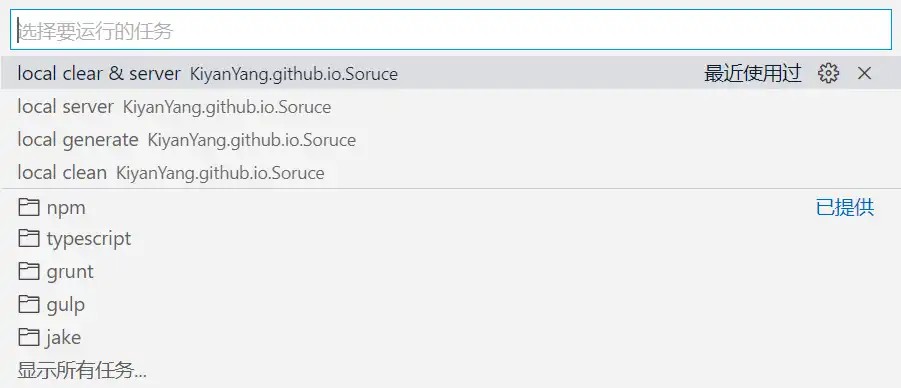 选择要运行的任务
local clear & server KiyanYang.github.io.Soruce 最近使用过
local server KiyanYang.github.io.Soruce
local generate KiyanYang.github.io.Soruce
local clean KiyanYang.github.io.Soruce
npm 已提供
typescript
grunt
gulp
jake
显示所有任务...